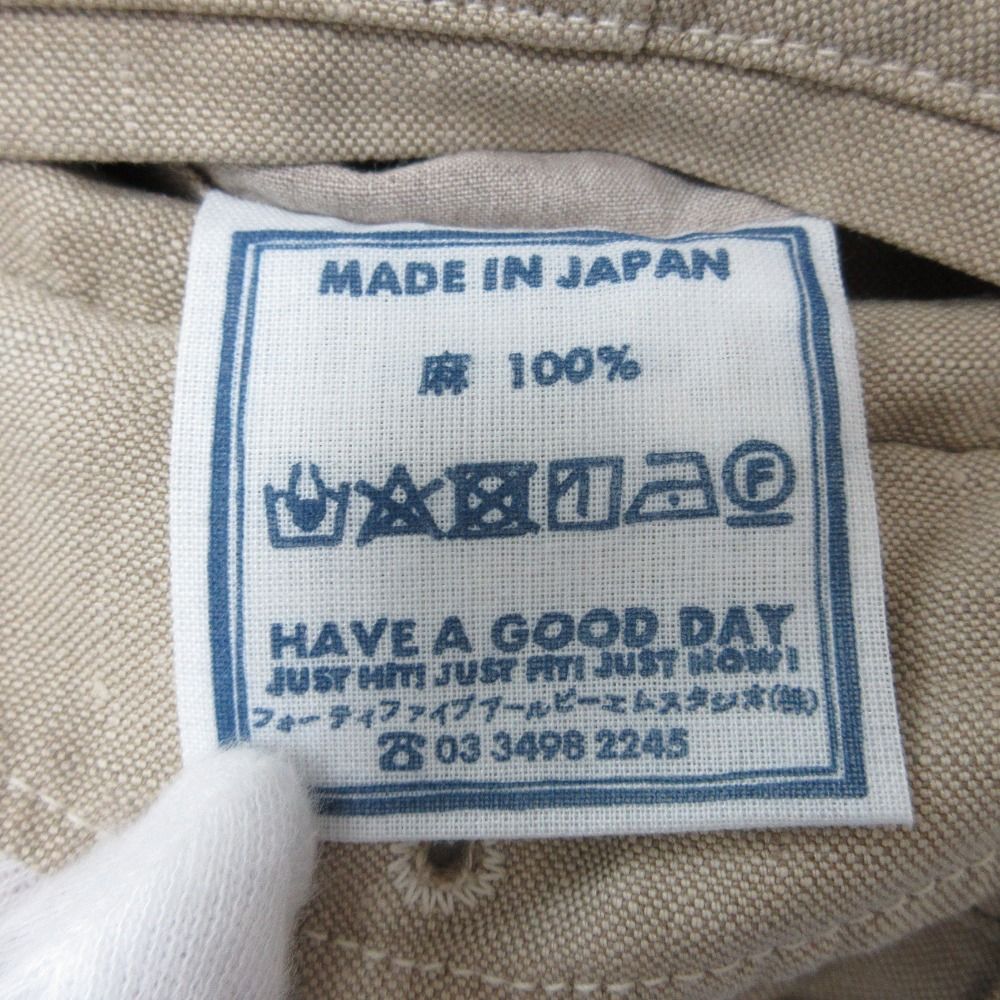 MADE IN JAPAN
麻 100%
F
HAVE A GOOD DAY
JUST HIT! JUST FIT! JUST NOW!
フォーティファイブアールピーエムスタジオ(株)
☎ 03 3498 2245